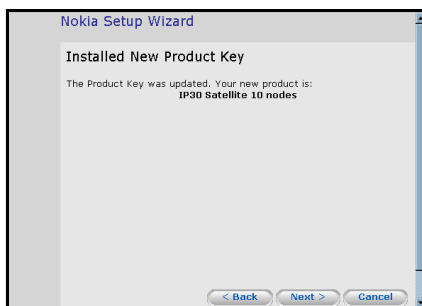 Nokia Setup Wizard
Installed New Product Key
The Product Key was updated. Your new product is:
IP30 Satellite 10 nodes
< Back Next > Cancel